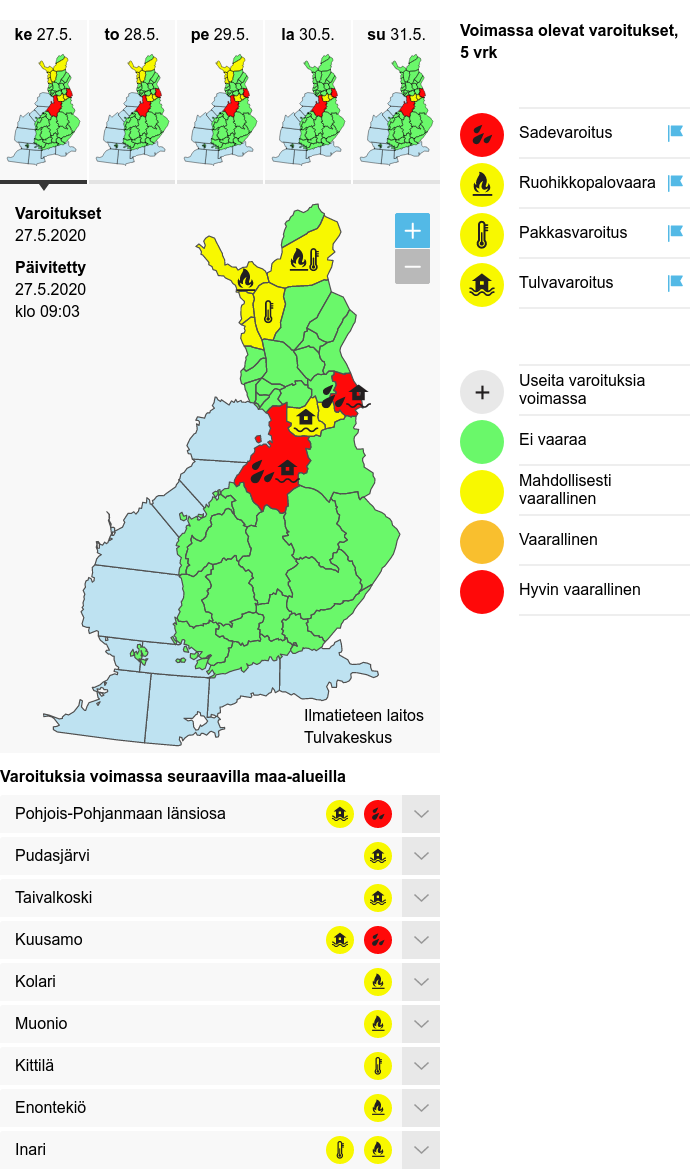 ke 27.5.
to 28.5.
pe 29.5.
la 30.5.
su 31.5.
Varoitukset
27.5.2020
Päivitetty
27.5.2020
klo 09:03
+
−
Ilmatieteen laitos
Tulvakeskus
Voimassa olevat varoitukset,
5 vrk
Sadevaroitus
Ruohikkopalovaara
Pakkasvaroitus
Tulvavaroitus
+
Useita varoituksia
voimassa
Ei vaaraa
Mahdollisesti
vaarallinen
Vaarallinen
Hyvin vaarallinen
Varoituksia voimassa seuraavilla maa-alueilla
Pohjois-Pohjanmaan länsiosa
Pudasjärvi
Taivalkoski
Kuusamo
Kolari
Muonio
Kittilä
Enontekiö
Inari